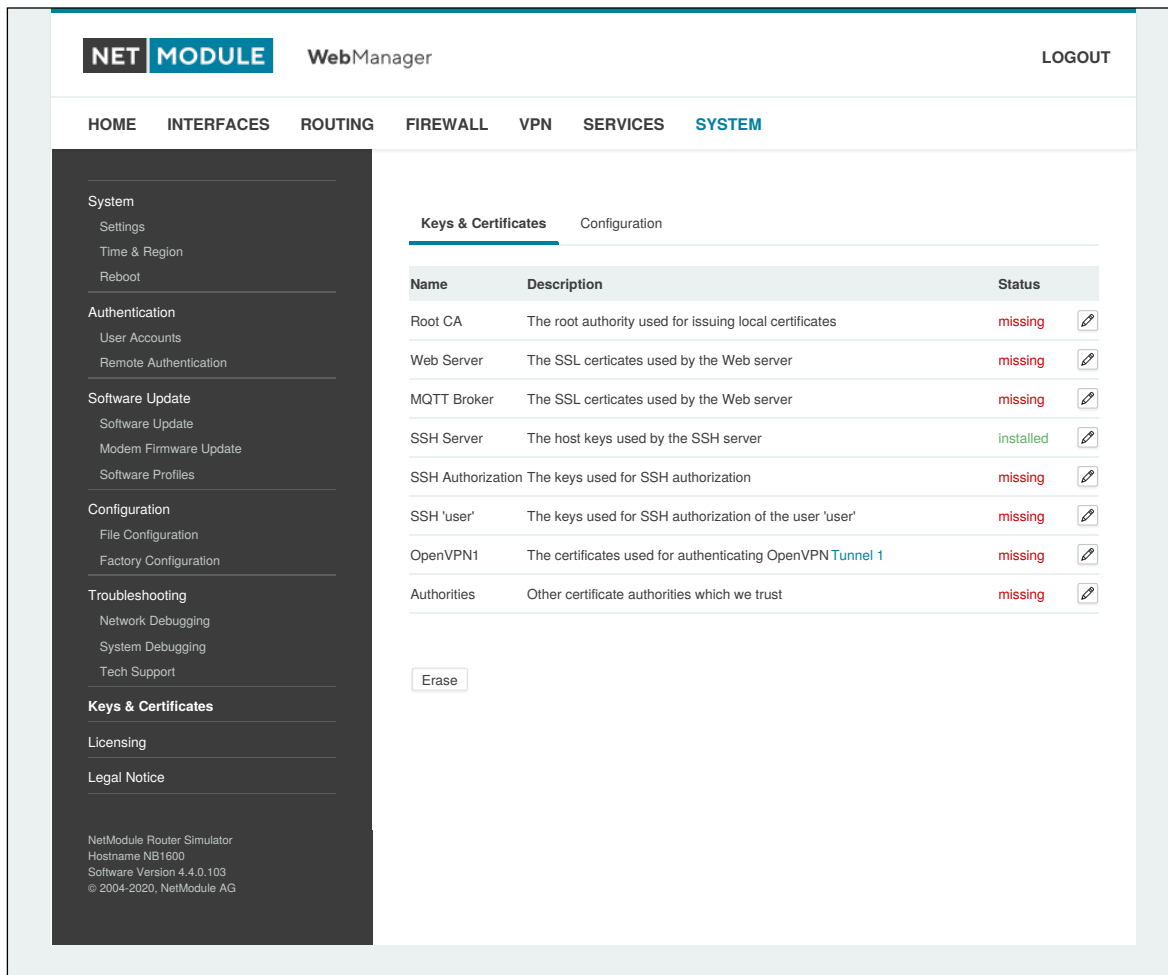 NET MODULE WebManager LOGOUT
HOME INTERFACES ROUTING FIREWALL VPN SERVICES SYSTEM
System
Settings
Time & Region
Reboot
Authentication
User Accounts
Remote Authentication
Software Update
Software Update
Modem Firmware Update
Software Profiles
Configuration
File Configuration
Factory Configuration
Troubleshooting
Network Debugging
System Debugging
Tech Support
Keys & Certificates
Licensing
Legal Notice
NetModule Router Simulator
Hostname NB1600
Software Version 4.4.0.103
© 2004-2020, NetModule AG
Keys & Certificates Configuration
Name Description Status
Root CA The root authority used for issuing local certificates missing
Web Server The SSL certicates used by the Web server missing
MQTT Broker The SSL certicates used by the Web server missing
SSH Server The host keys used by the SSH server installed
SSH Authorization The keys used for SSH authorization missing
SSH 'user' The keys used for SSH authorization of the user 'user' missing
OpenVPN1 The certificates used for authenticating OpenVPN Tunnel 1 missing
Authorities Other certificate authorities which we trust missing
Erase